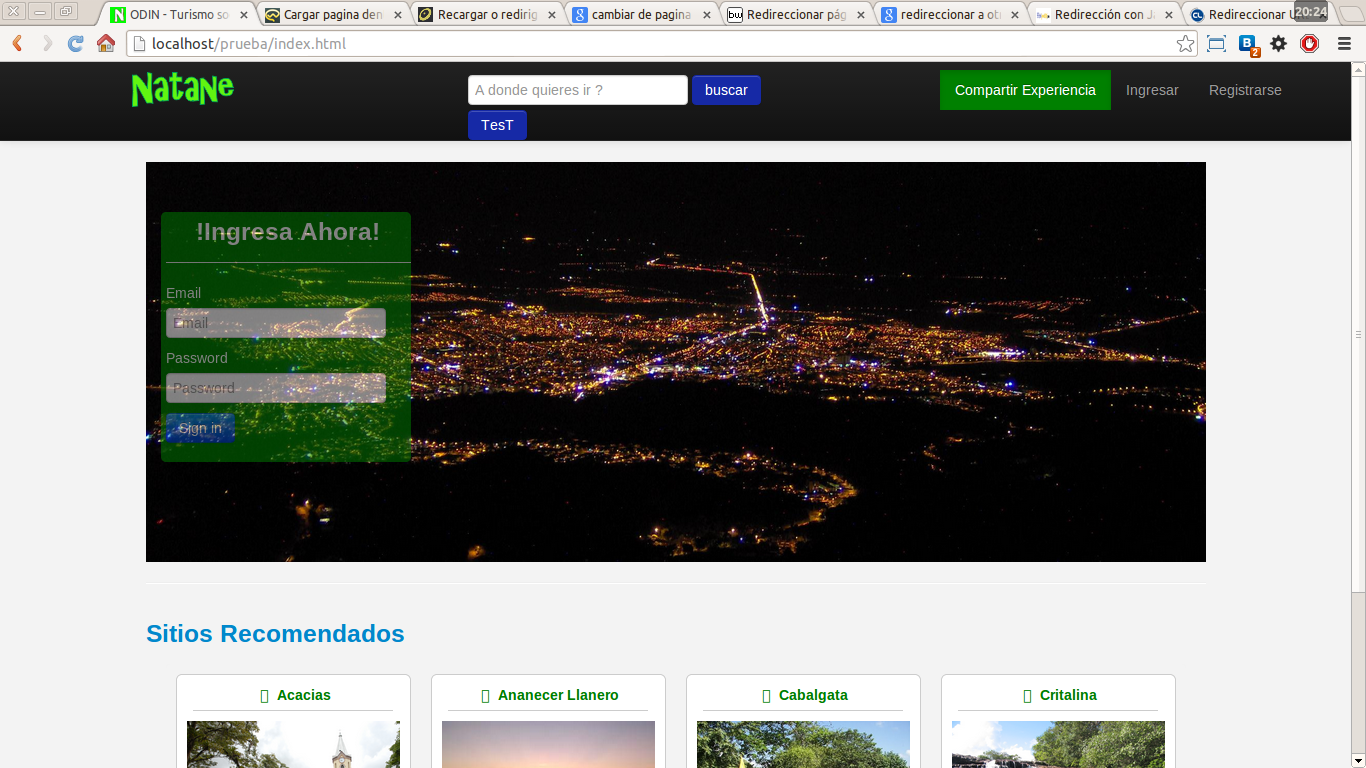 ODIN - Turismo so
Cargar pagina den
Recargar o redirig
cambiar de pagina
Redireccionar pág
redireccionar a ot
Redirección con J
Redireccionar
20:24
localhost/prueba/index.html
B
2
Natane
A donde quieres ir ?
buscar
Compartir Experiencia
Ingresar
Registrarse
TesT
!Ingresa Ahora!
Email
Email
Password
Password
Sign in
Sitios Recomendados
Acacias
Ananecer Llanero
Cabalgata
Critalina